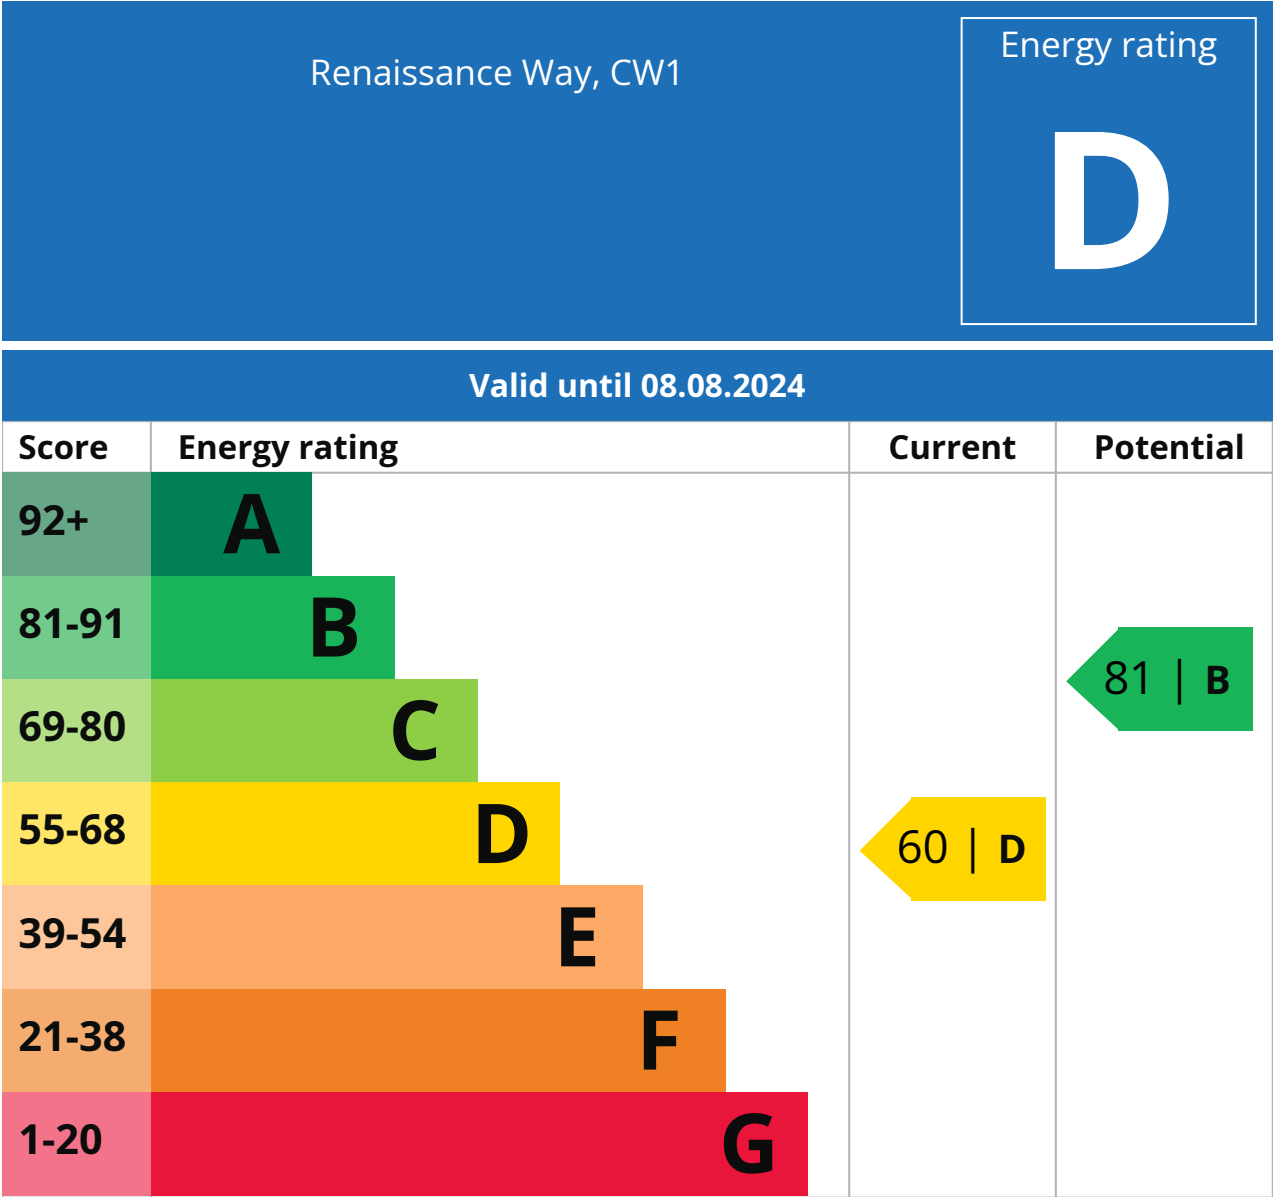 Renaissance Way, CW1
Energy rating
D
Valid until 08.08.2024
Score Energy rating Current Potential
92+ A
81-91 B
81 | B
69-80 C
55-68 D
60 | D
39-54 E
21-38 F
1-20 G